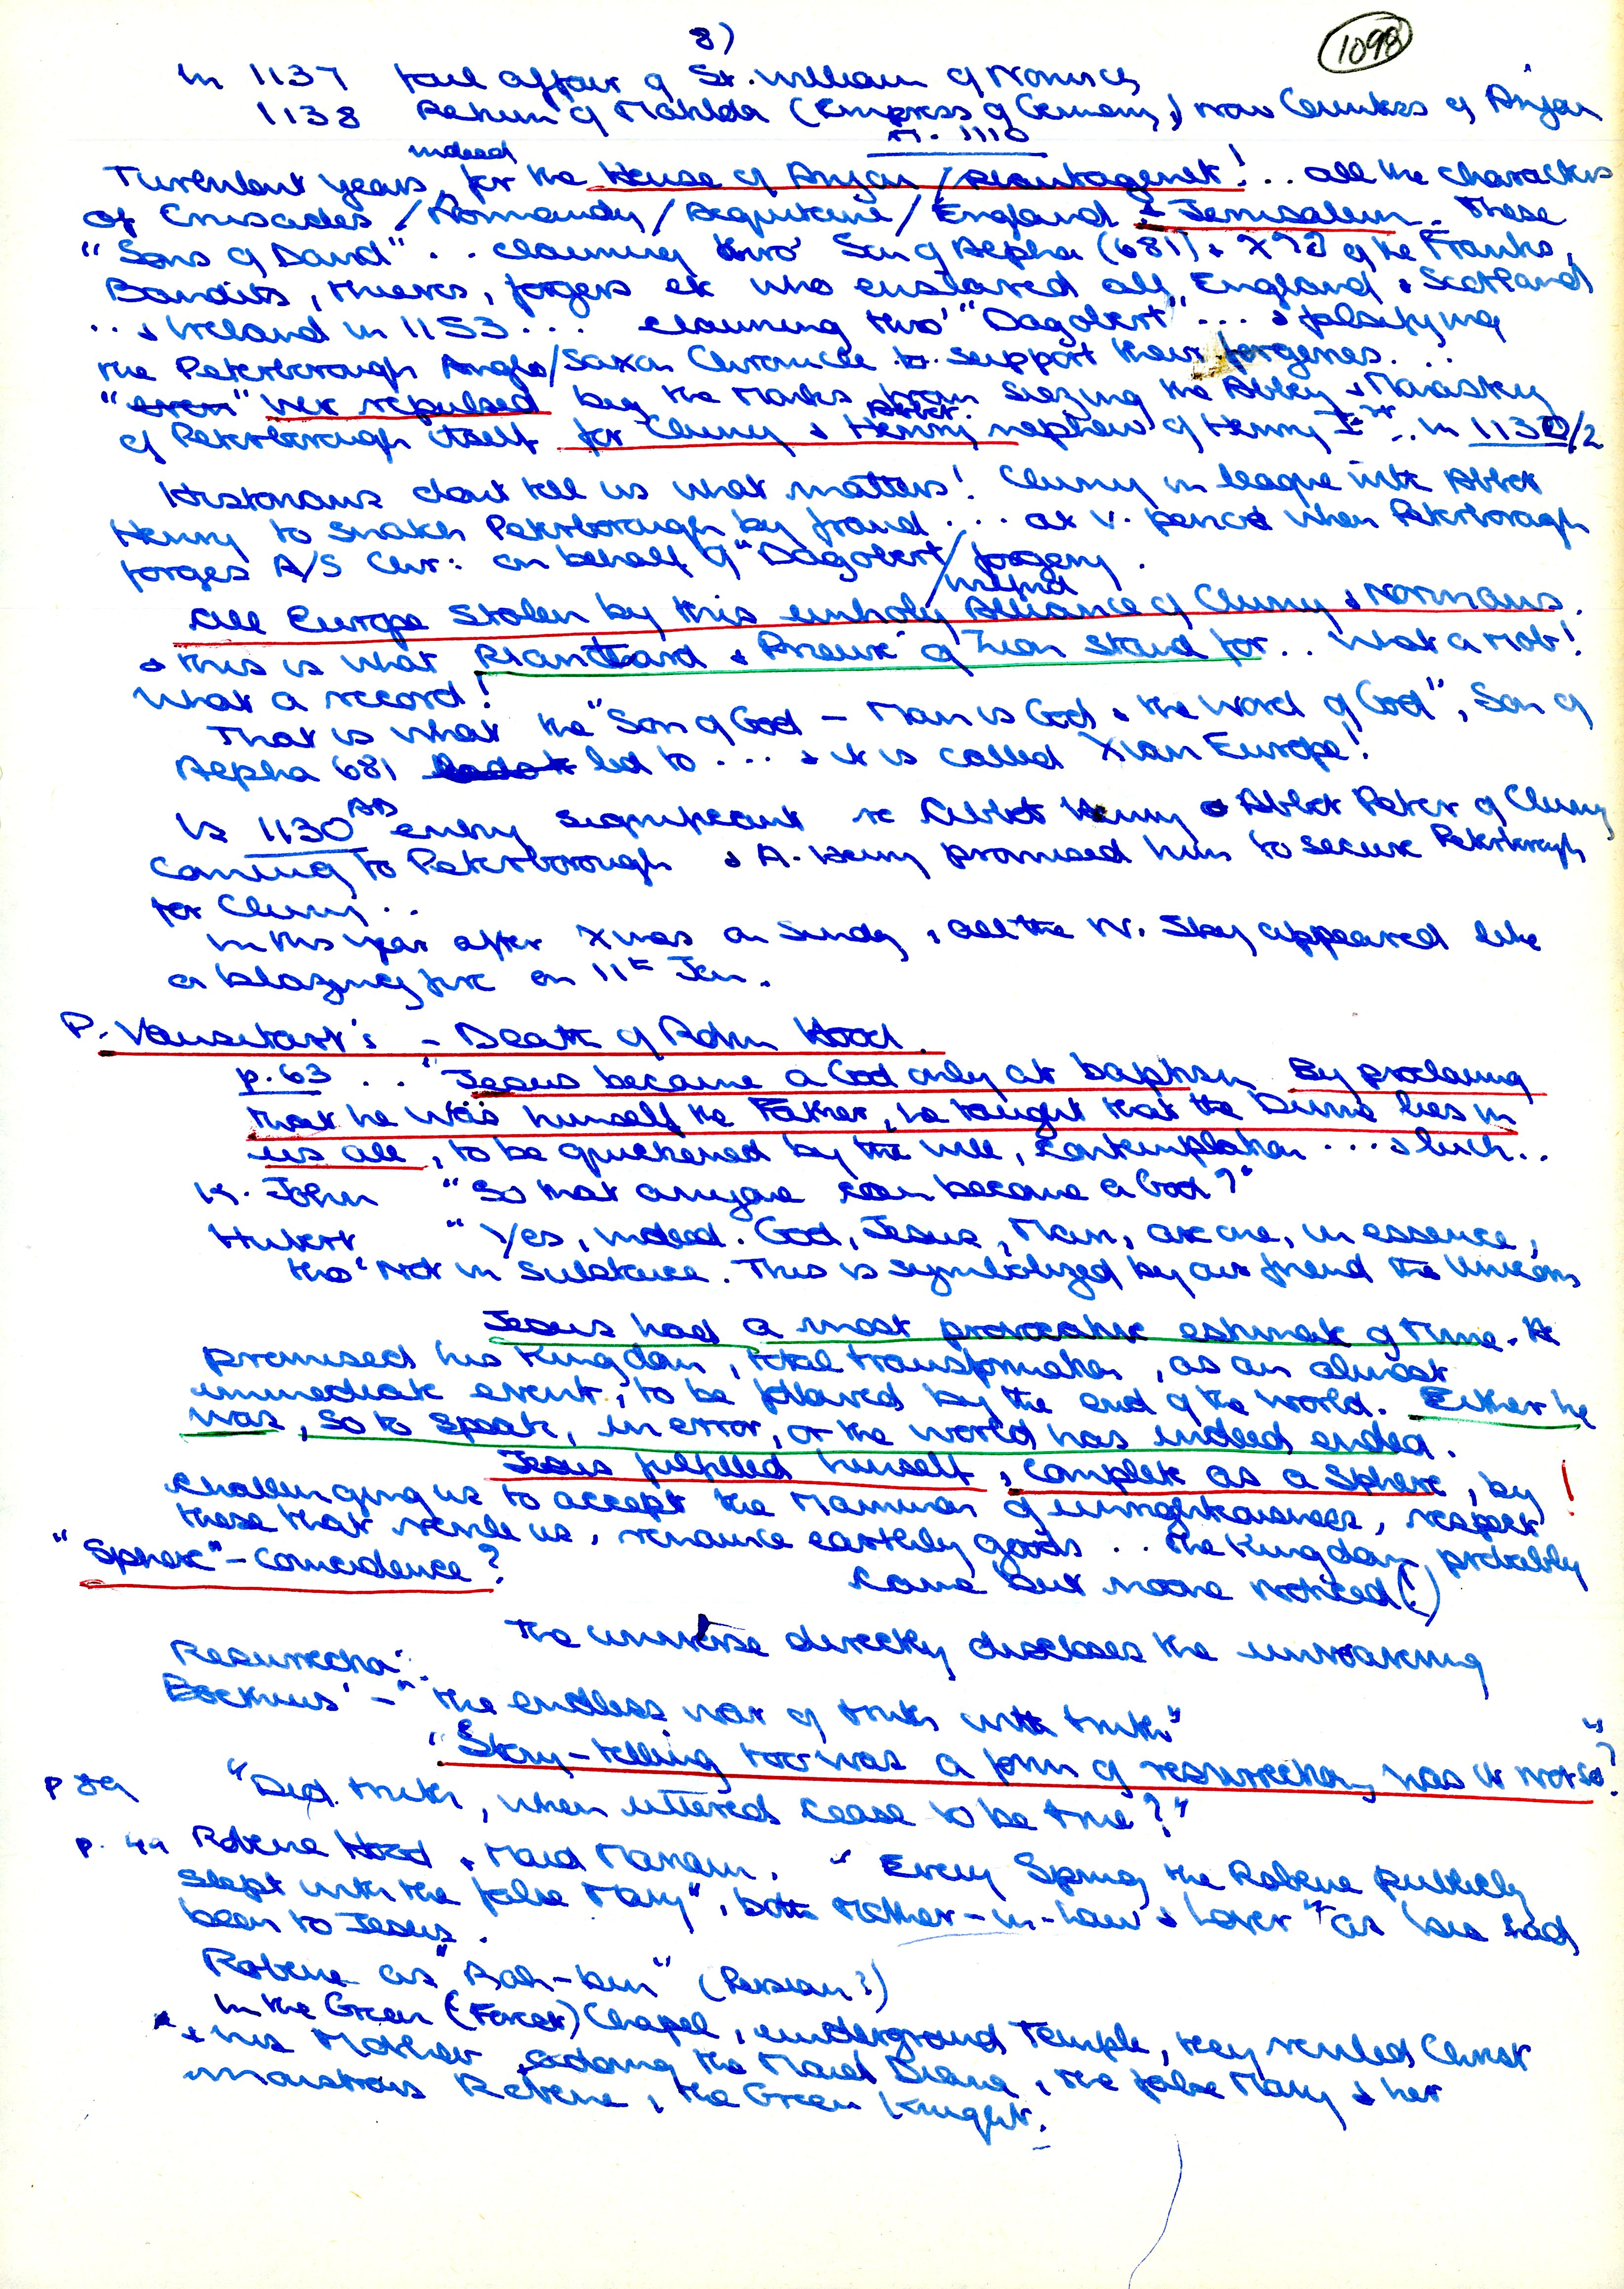 8)
1098
In 1137 foul affair of St. William of Norwich
1138 Return of Matilda (Empress of Germany) now Countess of Anjou
m. 1110
Turbulent years indeed for the House of Anjou / Plantagenet! .. all the characters
of Crusades / Normandy / Acquitaine / England & Jerusalem. These
"Sons of David" .. claiming thro' Son of Alpha (681) & of the Franks,
Bandits, thieves, forgers etc who enslaved all England & Scotland
... & Ireland in 1153 ... claiming thro' "Dagobert" ... & falsifying
the Peterborough Anglo/Saxon Chronicle to support their forgeries. ..
were repulsed by the Monks from siezing the Abbey & Monastery
of Peterborough itself for Cluny & Abbot Henry nephew of Henry Ist .. in 1130/2
Historians dont tell us what matters! Cluny in league with Abbot
Henry to snatch Peterborough by fraud ... at v. period when Peterborough
forges A/S Chr: on behalf of "Dagobert / forgery.
All Europe stolen by this unholy Alliance of Cluny & Normans.
& this is what Plantard & Prieuré of Zion stand for .. What a Mob!
What a record!
That is what the "Son of God - Man is God & the Word of God", Son of
Alpha 681 led to ... & it is called Xian Europe!
Is 1130 AD entry significant re Abbot Henry & Abbot Peter of Cluny
coming to Peterborough & A. Henry promised him to secure Peterborough
for Cluny ..
In this year after Xmas on Sunday, all the N. Sky appeared like
a blazing fire on 11th Jan.
P. Vansittart's - Death of Robin Hood.
p. 63 .. "Jesus became a God only at baptism By proclaiming
that he was himself the Father, he taught that the Divine lies in
us all, to be quickened by the will, contemplation ... & luck ..
K. John "So that anyone can become a God?"
Hubert "Yes, indeed. God, Jesus, Man, are one, in essence,
tho' not in substance. This is symbolized by our friend the Unicorn
Jesus had a most provocative estimate of time. He
promised his Kingdom, total transformation, as an almost
immediate event, to be followed by the end of the world. Either he
was, so to speak, in error, or the world has indeed ended.
Jesus fulfilled himself, complete as a Sphere, by !
challenging us to accept the Mammon of unrighteousness, respect
those that revile us, renounce earthly goods .. the Kingdom probably
"Sphere" - Coincidence? came but noone noticed (!)
The universe directly discloses the unwavering
Resurrection:
- "the endless war of truth with truth"
"Story-telling too was a form of resurrection, was it not so?"
"Did truth, when uttered cease to be true?"
p. 44 Robene Hood & Maid Mariam. "Every Spring the Robene publicly
slept with the false Mary", both Mother-in-law & lover "as she had
been to Jesus.
Robene as "Rah-bin" (Persian?)
In the Green (Forest) Chapel, underground Temple, they reviled Christ
& his Mother, adoring the Maid Diana, the false Mary & her
monstrous Robene, the Green Knight.